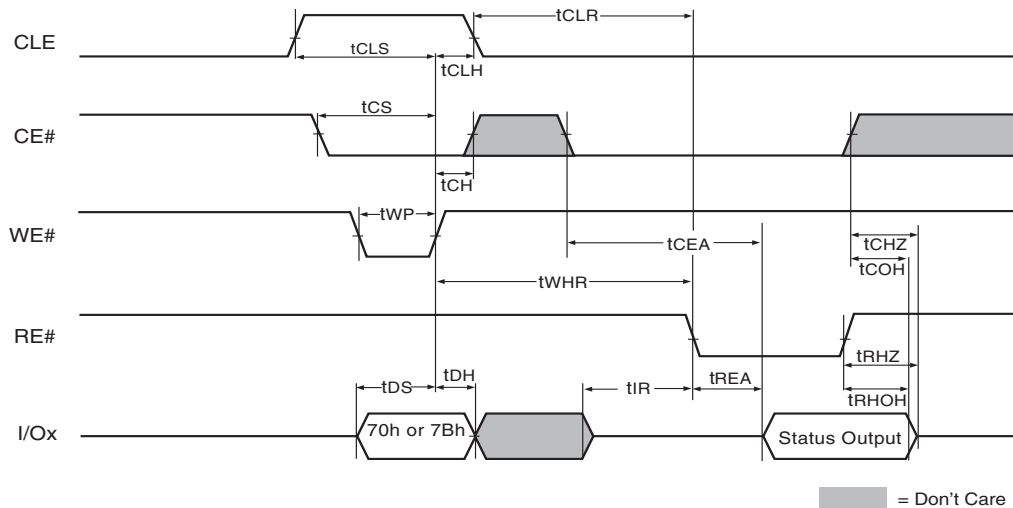 tCLR
CLE
tCLS
tCLH
tCS
CE#
tCH
tWP
WE#
tCEA
tCHZ
tCOH
tWHR
RE#
tRHZ
tDS
tDH
tIR
tREA
tRHOH
I/Ox
70h or 7Bh
Status Output
= Don't Care